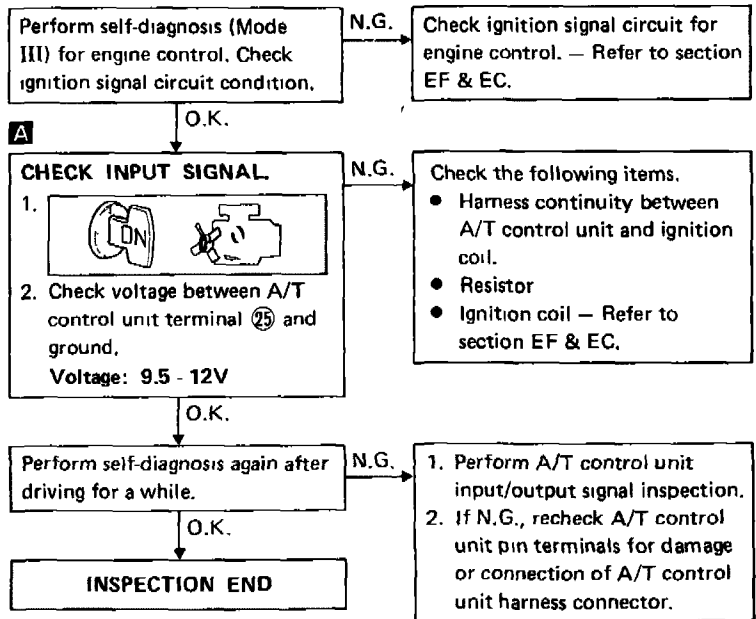 Perform self-diagnosis (Mode
III) for engine control. Check
ignition signal circuit condition.
N.G.
Check ignition signal circuit for
engine control. — Refer to section
EF & EC.
O.K.
A
CHECK INPUT SIGNAL.
1.
ON
2. Check voltage between A/T
control unit terminal ㉕ and
ground.
Voltage: 9.5 - 12V
N.G.
Check the following items.
● Harness continuity between
A/T control unit and ignition
coil.
● Resistor
● Ignition coil — Refer to
section EF & EC.
O.K.
Perform self-diagnosis again after
driving for a while.
N.G.
1. Perform A/T control unit
input/output signal inspection.
2. If N.G., recheck A/T control
unit pin terminals for damage
or connection of A/T control
unit harness connector.
O.K.
INSPECTION END